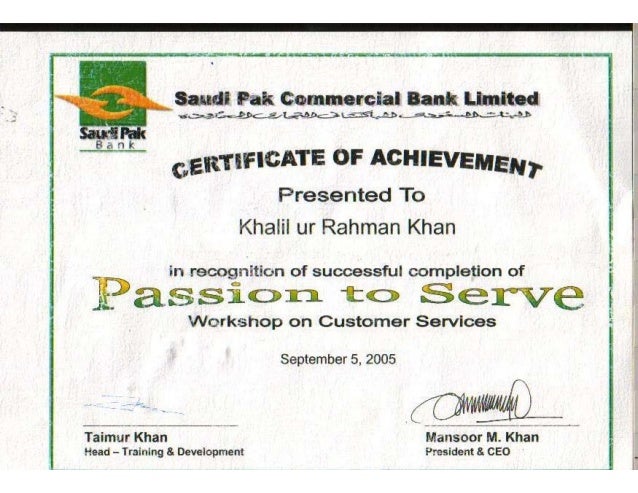 Saudi Pak Commercial Bank Limited
Saudi Pak
Bank
CERTIFICATE OF ACHIEVEMENT
Presented To
Khalil ur Rahman Khan
in recognition of successful completion of
Passion to Serve
Workshop on Customer Services
September 5, 2005
Taimur Khan
Head – Training & Development
Mansoor M. Khan
President & CEO